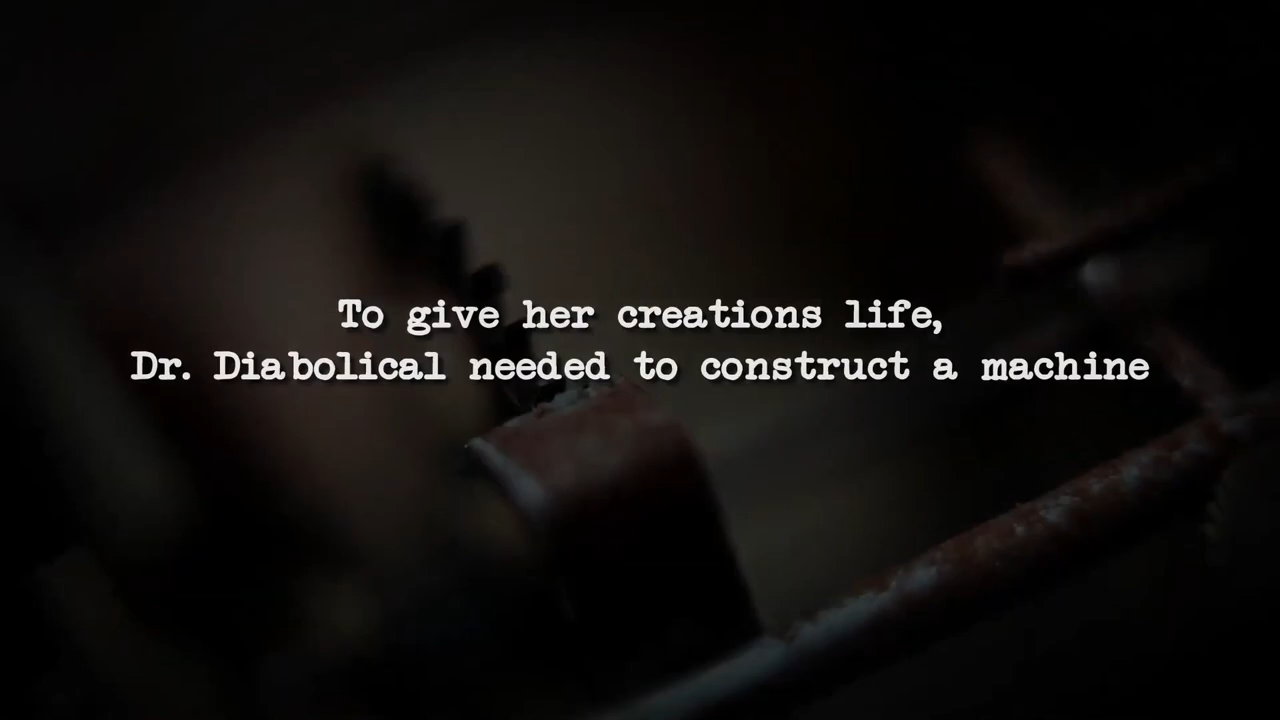 To give her creations life,
Dr. Diabolical needed to construct a machine